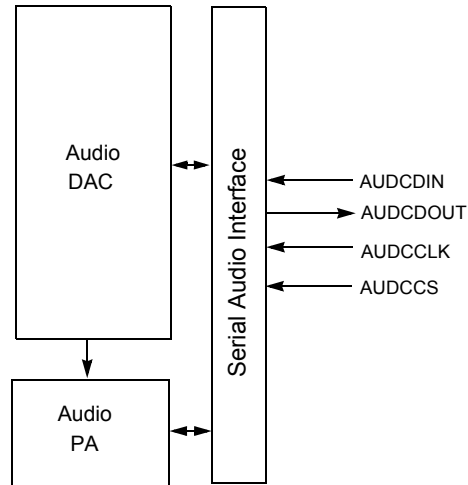 Audio
DAC
Serial Audio Interface
AUDCDIN
AUDCDOUT
AUDCCLK
AUDCCS
Audio
PA